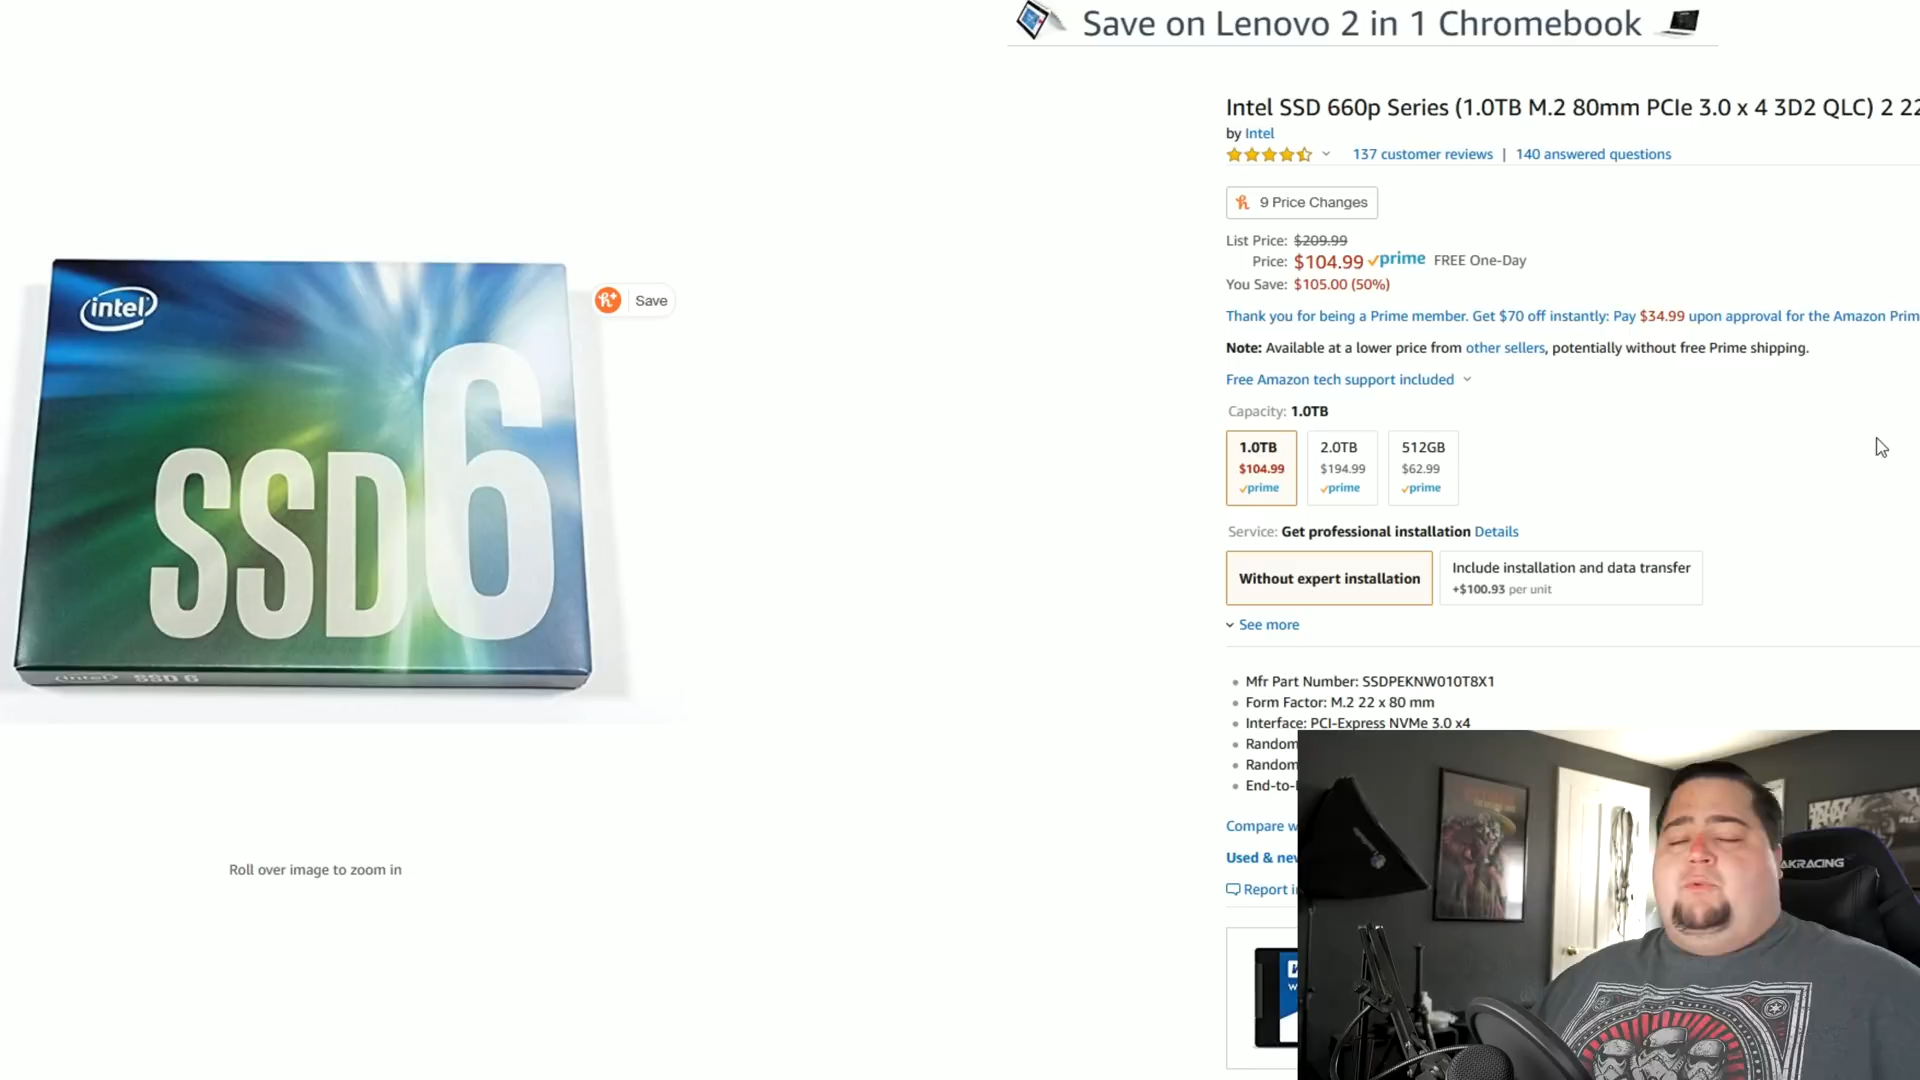 Save on Lenovo 2 in 1 Chromebook
Intel SSD 660p Series (1.0TB M.2 80mm PCIe 3.0 x 4 3D2 QLC) 2 22
by Intel
137 customer reviews | 140 answered questions
9 Price Changes
List Price: $209.99
Price: $104.99 prime FREE One-Day
You Save: $105.00 (50%)
Thank you for being a Prime member. Get $70 off instantly: Pay $34.99 upon approval for the Amazon Prim
Note: Available at a lower price from other sellers, potentially without free Prime shipping.
Free Amazon tech support included
Capacity: 1.0TB
1.0TB 2.0TB 512GB
$104.99 $194.99 $62.99
prime prime prime
Service: Get professional installation Details
Without expert installation
Include installation and data transfer
+$100.93 per unit
See more
Mfr Part Number: SSDPEKNW010T8X1
Form Factor: M.2 22 x 80 mm
Interface: PCI-Express NVMe 3.0 x4
Random
Random
End-to-
Compare w
Used & ne
Report i
intel
SSD6
intel SSD 6
Save
Roll over image to zoom in
AKRACING